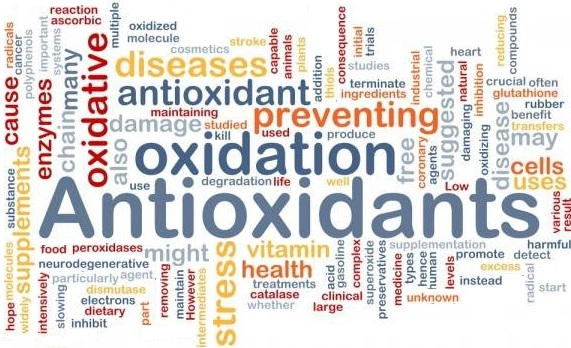 radicals
cause
cancer
polyphenols
enzymes
important
systems
chain
many
reaction
ascorbic
oxidative
multiple
oxidized
molecule
cosmetics
stroke
diseases
capable
animals
plants
addition
thiols
consequence
initial
trials
studies
terminate
ingredients
industrial
chemical
heart
suggested
natural
damaging
inhibition
oxidizing
reducing
compounds
crucial
often
glutathione
rubber
benefit
transfers
may
disease
cells
uses
antioxidant
maintaining
preventing
damage
studied
kill
used
produce
also
oxidation
free
coronary
agents
Low
use
degradation
life
well
substance
supplements
Antioxidants
various
result
food
peroxidases
might
vitamin
stress
supplementation
harmful
neurodegenerative
health
promote
detect
hope
molecules
widely
intensively
slowing
particularly
agent.
dismutase
electrons
dietary
inhibit
part
removing
maintain
However
intermediates
treatments
catalase
whether
acid
gasoline
clinical
large
complex
superoxide
preservatives
medicine
types
hence
human
levels
unknown
excess
instead
radical
start